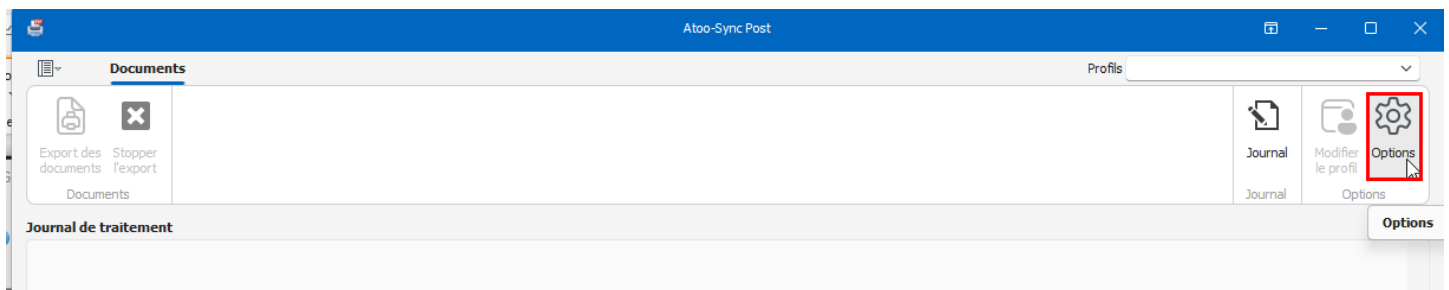 Atoo-Sync Post
Documents
Profils
Export des
documents
Stopper
l'export
Documents
Journal
Journal
Modifier
le profil
Options
Options
Options
Journal de traitement